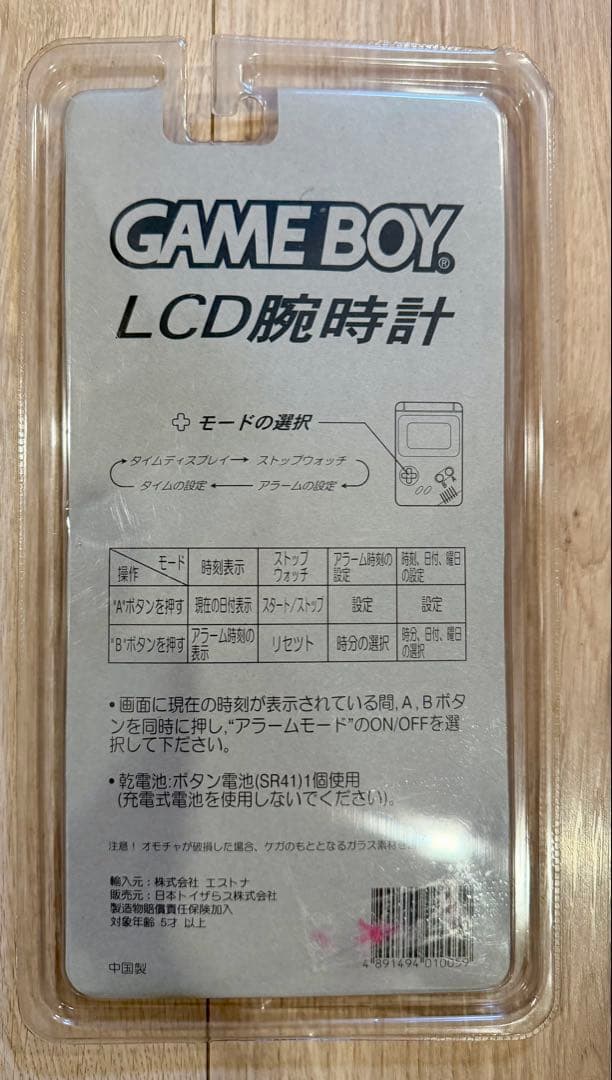 GAME BOY®
LCD腕時計
モードの選択
タイムディスプレイ→ストップウォッチ
タイムの設定←アラームの設定
操作 モード 時刻表示 ストップウォッチ アラーム時刻の設定 時刻、日付、曜日の設定
"A"ボタンを押す 現在の日付表示 スタート/ストップ 設定 設定
"B"ボタンを押す アラーム時刻の表示 リセツト 時分の選択 時分、日付、曜日の選択
•画面に現在の時刻が表示されている間,A,Bボタ
ンを同時に押し,“アラームモード”のON/OFFを選
択して下ださい。
•乾電池:ボタン電池(SR41)1個使用
(充電式電池を使用しないでください)。
注意！オモチャが破損した場合、ケガのもととなるガラス素材を
輸入元：株式会社 エストナ
販売元：日本トイザらス株式会社
製造物賠償責任保険加入
対象年齢 5才 以上
中国製
4 891494 010059